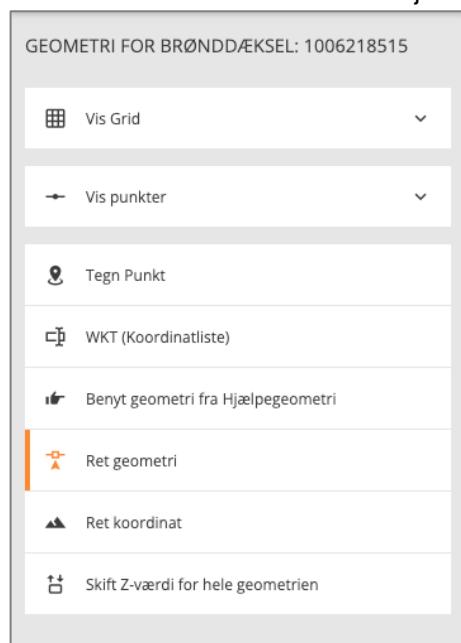 GEOMETRI FOR BRØNDDÆKSEL: 1006218515
Vis Grid
Vis punkter
Tegn Punkt
WKT (Koordinatliste)
Benyt geometri fra Hjælpegeometri
Ret geometri
Ret koordinat
Skift Z-værdi for hele geometrien